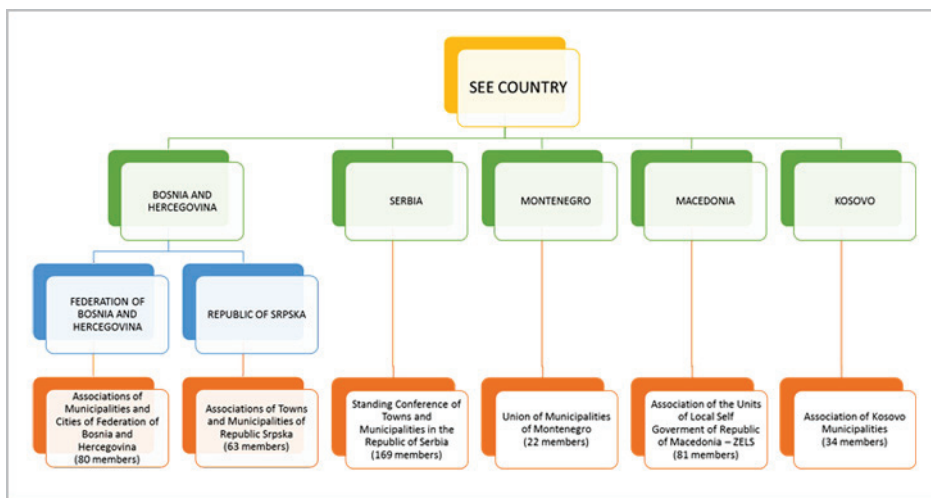 SEE COUNTRY
BOSNIA AND
HERCEGOVINA
SERBIA
MONTENEGRO
MACEDONIA
KOSOVO
FEDERATION OF
BOSNIA AND
HERCEGOVINA
REPUBLIC OF SRPSKA
Associations of
Municipalities and
Cities of Federation of
Bosnia and
Hercegovina
(80 members)
Associations of Towns
and Municipalities of
Republic Srpska
(63 members)
Standing Conference of
Towns and
Municipalities in the
Republic of Serbia
(169 members)
Union of Municipalities
of Montenegro
(22 members)
Association of the Units
of Local Self
Goverment of Republic
of Macedonia – ZELS
(81 members)
Association of Kosovo
Municipalities
(34 members)